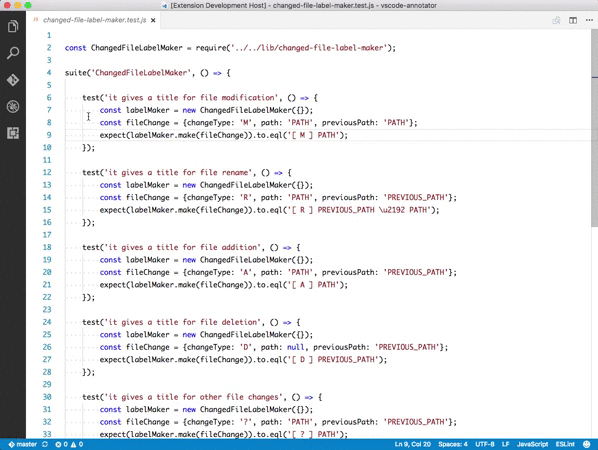 [Extension Development Host] - changed-file-label-maker.test.js - vscode-annotator
JS changed-file-label-maker.test.js ×
1
2 const ChangedFileLabelMaker = require('../../lib/changed-file-label-maker');
3
4 suite('ChangedFileLabelMaker', () => {
5
6 test('it gives a title for file modification', () => {
7 const labelMaker = new ChangedFileLabelMaker({});
8 const fileChange = {changeType: 'M', path: 'PATH', previousPath: 'PATH'};
9 expect(labelMaker.make(fileChange)).to.eql('[ M ] PATH');
10 });
11
12 test('it gives a title for file rename', () => {
13 const labelMaker = new ChangedFileLabelMaker({});
14 const fileChange = {changeType: 'R', path: 'PATH', previousPath: 'PREVIOUS_PATH'};
15 expect(labelMaker.make(fileChange)).to.eql('[ R ] PREVIOUS_PATH \u2192 PATH');
16 });
17
18 test('it gives a title for file addition', () => {
19 const labelMaker = new ChangedFileLabelMaker({});
20 const fileChange = {changeType: 'A', path: 'PATH', previousPath: 'PREVIOUS_PATH'};
21 expect(labelMaker.make(fileChange)).to.eql('[ A ] PATH');
22 });
23
24 test('it gives a title for file deletion', () => {
25 const labelMaker = new ChangedFileLabelMaker({});
26 const fileChange = {changeType: 'D', path: null, previousPath: 'PREVIOUS_PATH'};
27 expect(labelMaker.make(fileChange)).to.eql('[ D ] PREVIOUS_PATH');
28 });
29
30 test('it gives a title for other file changes', () => {
31 const labelMaker = new ChangedFileLabelMaker({});
32 const fileChange = {changeType: '?', path: 'PATH', previousPath: 'PREVIOUS_PATH'};
33 expect(labelMaker.make(fileChange)).to.eql('[ ? ] PATH');
master 0 0 Ln 9, Col 20 Spaces: 4 UTF-8 LF JavaScript ESLint